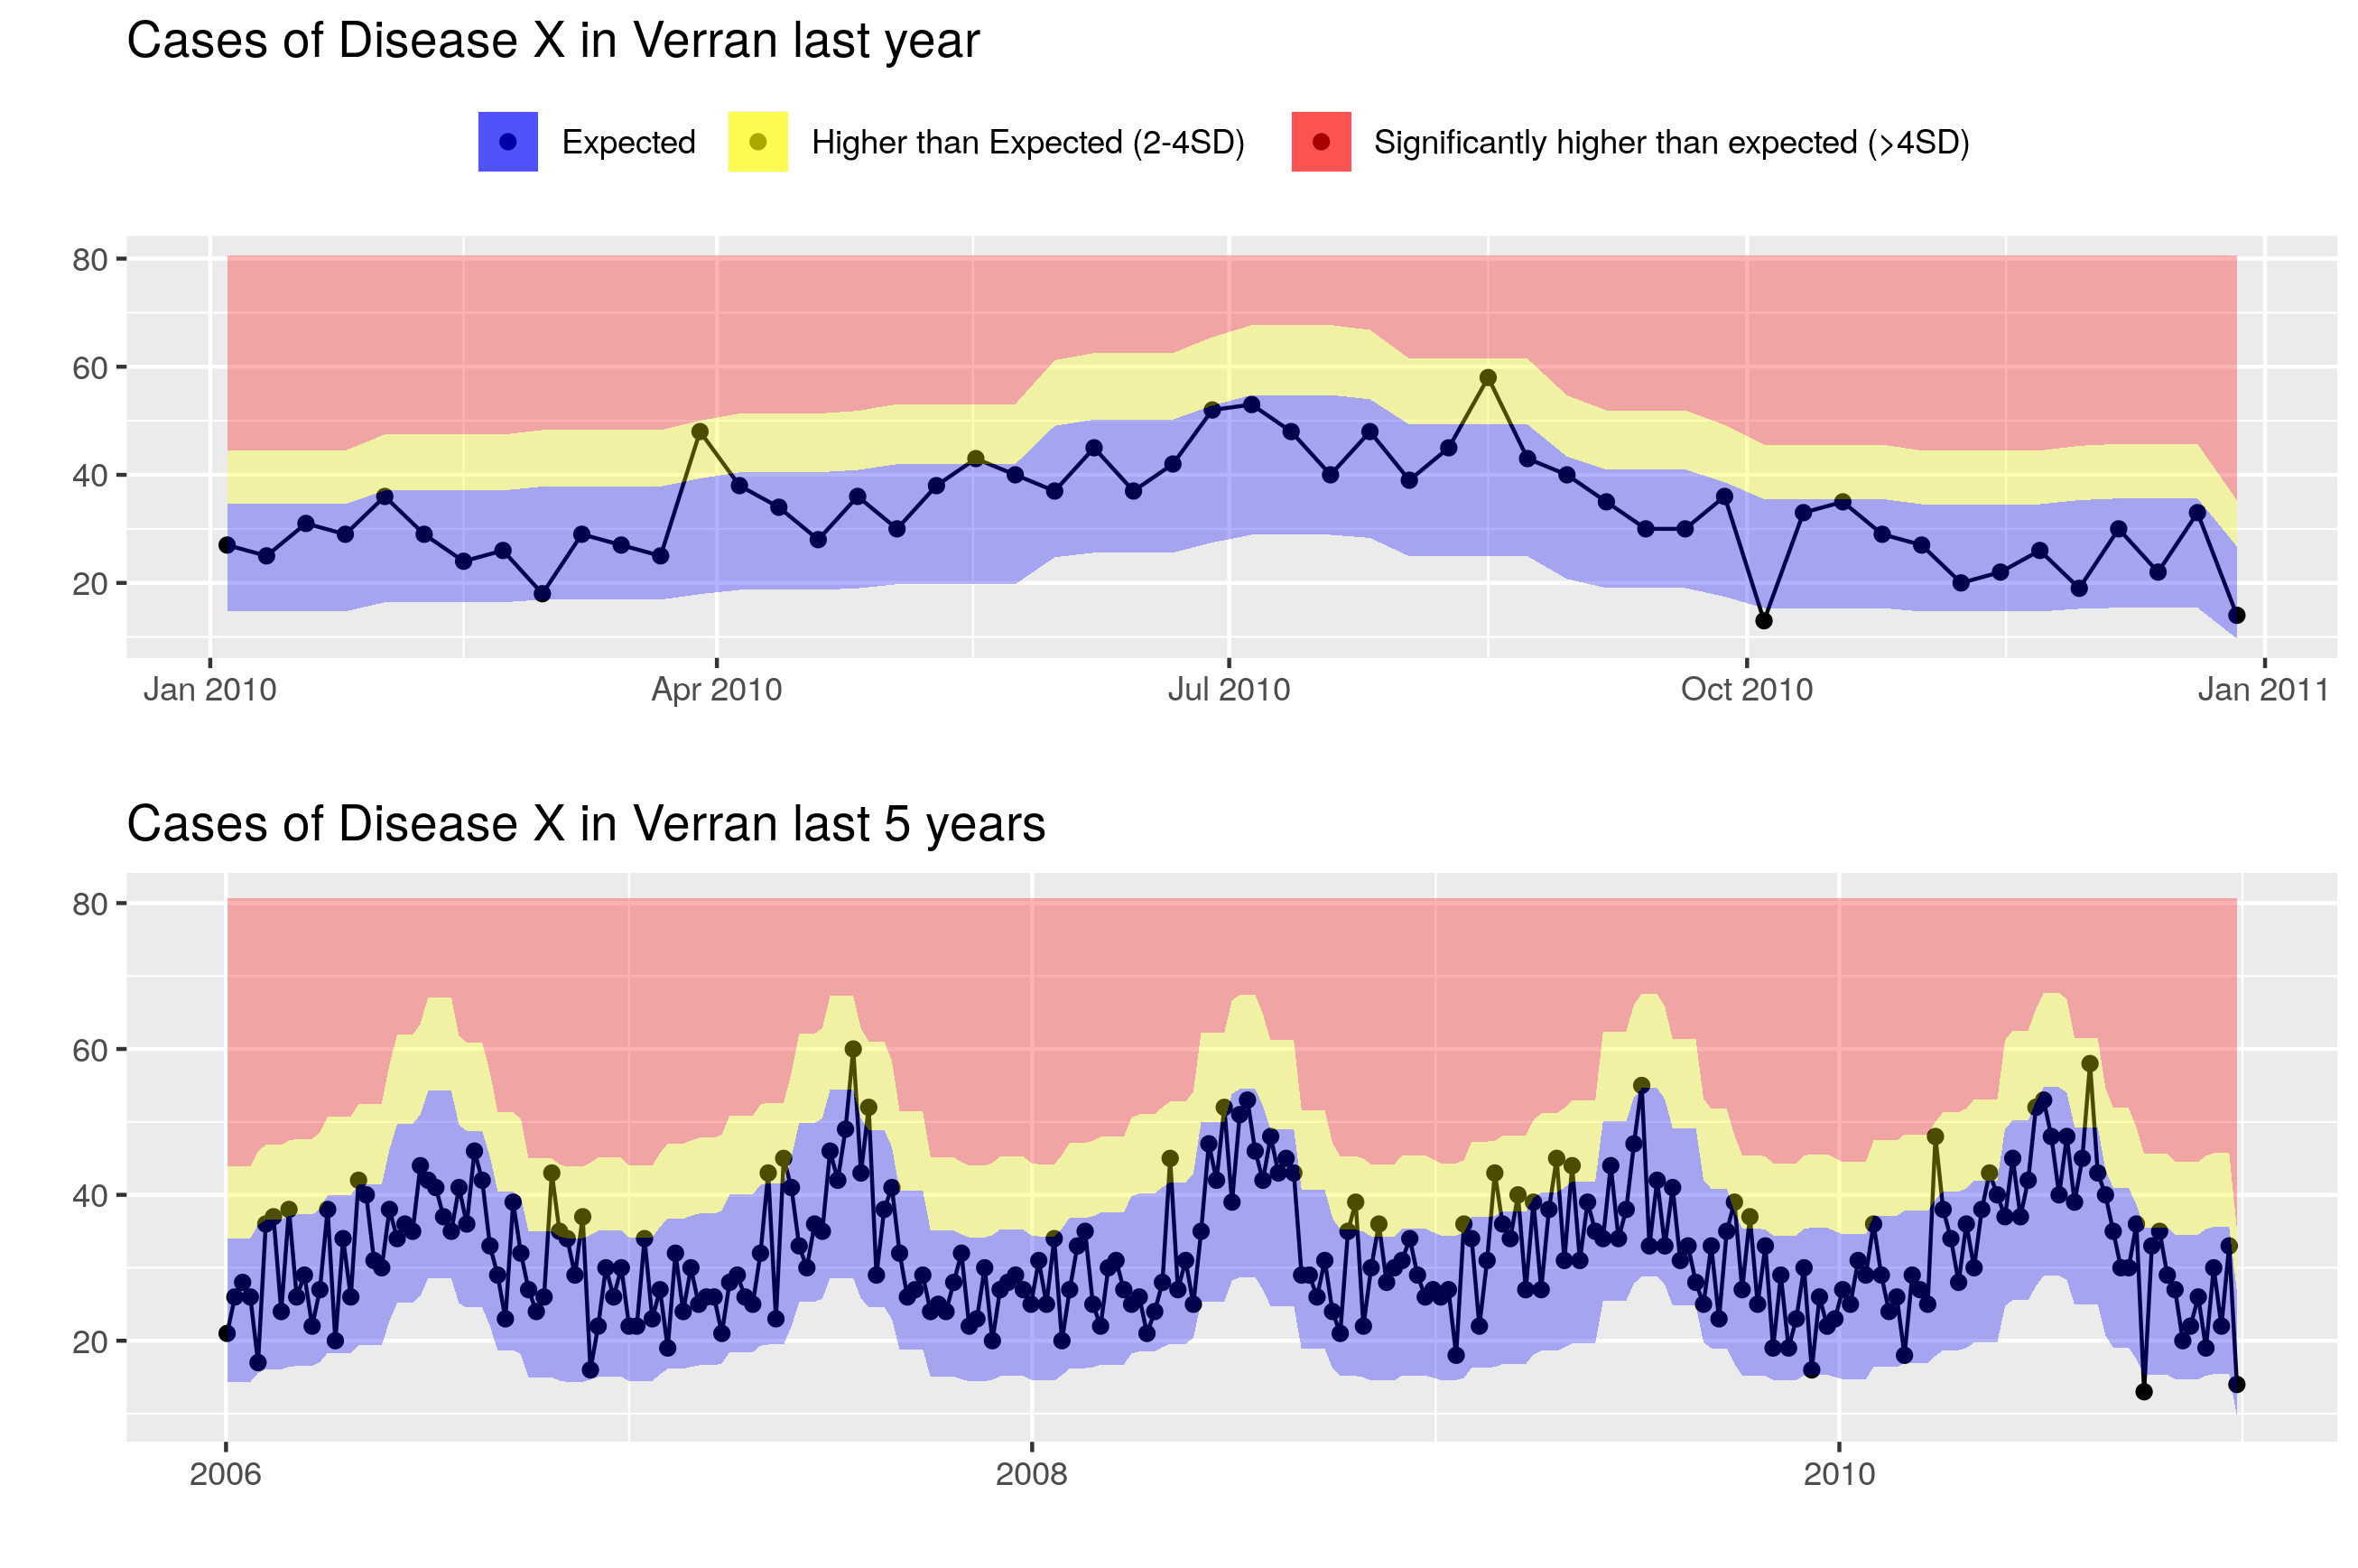 Cases of Disease X in Verran last year
Expected Higher than Expected (2-4SD) Significantly higher than expected (>4SD)
80
60
40
20
Jan 2010 Apr 2010 Jul 2010 Oct 2010 Jan 2011
Cases of Disease X in Verran last 5 years
80
60
40
20
2006 2008 2010